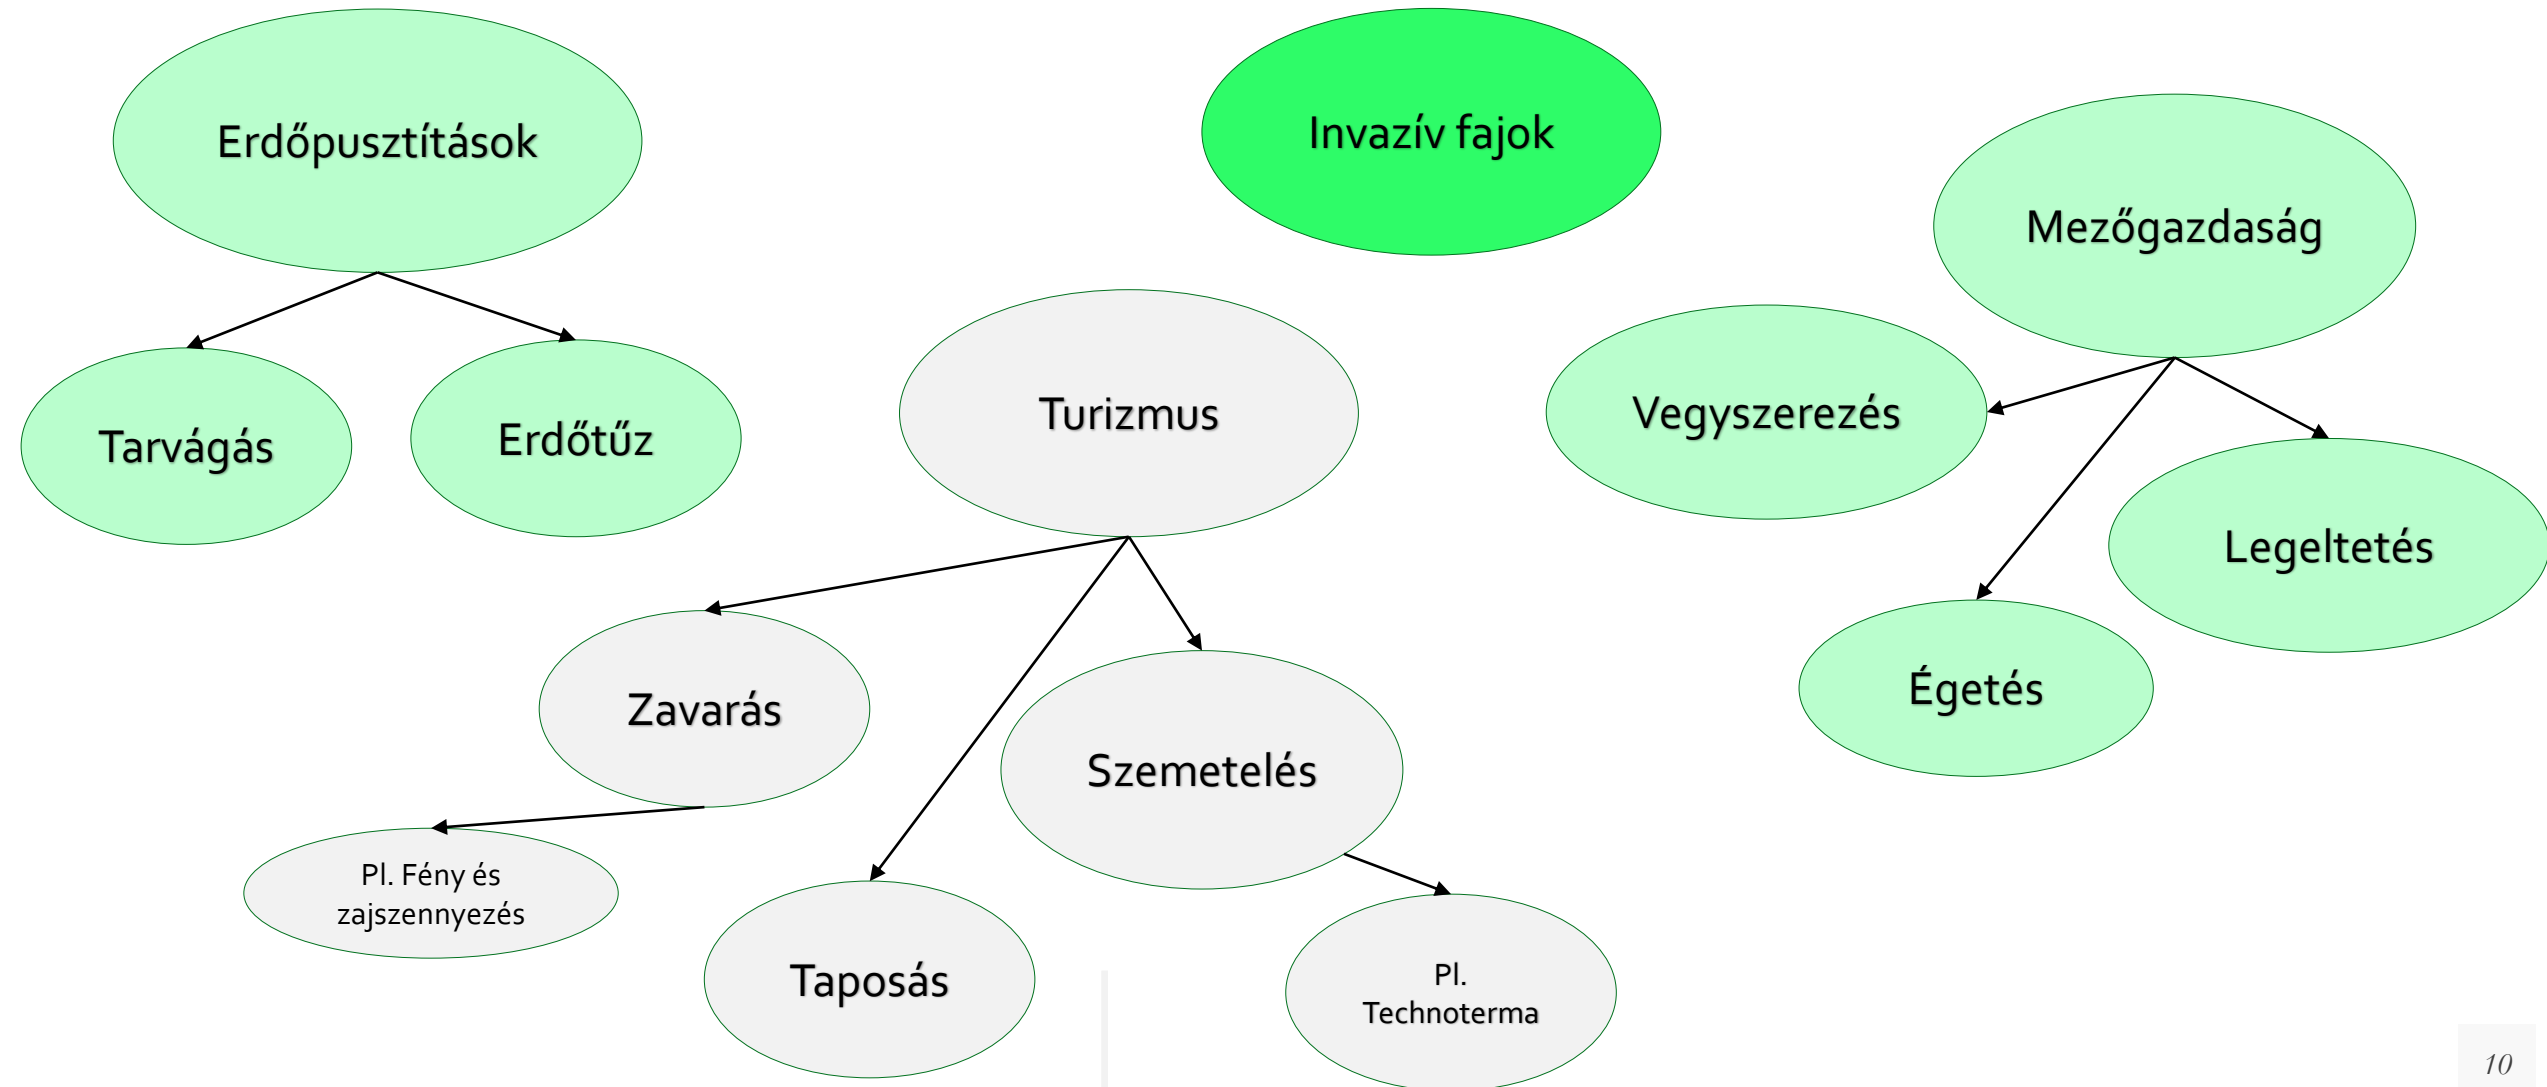 Erdőpusztítások
Invazív fajok
Mezőgazdaság
Tarvágás
Erdőtűz
Turizmus
Vegyszerezés
Legeltetés
Égetés
Zavarás
Szemetelés
Pl. Fény és
zajszennyezés
Taposás
Pl.
Technoterma
10